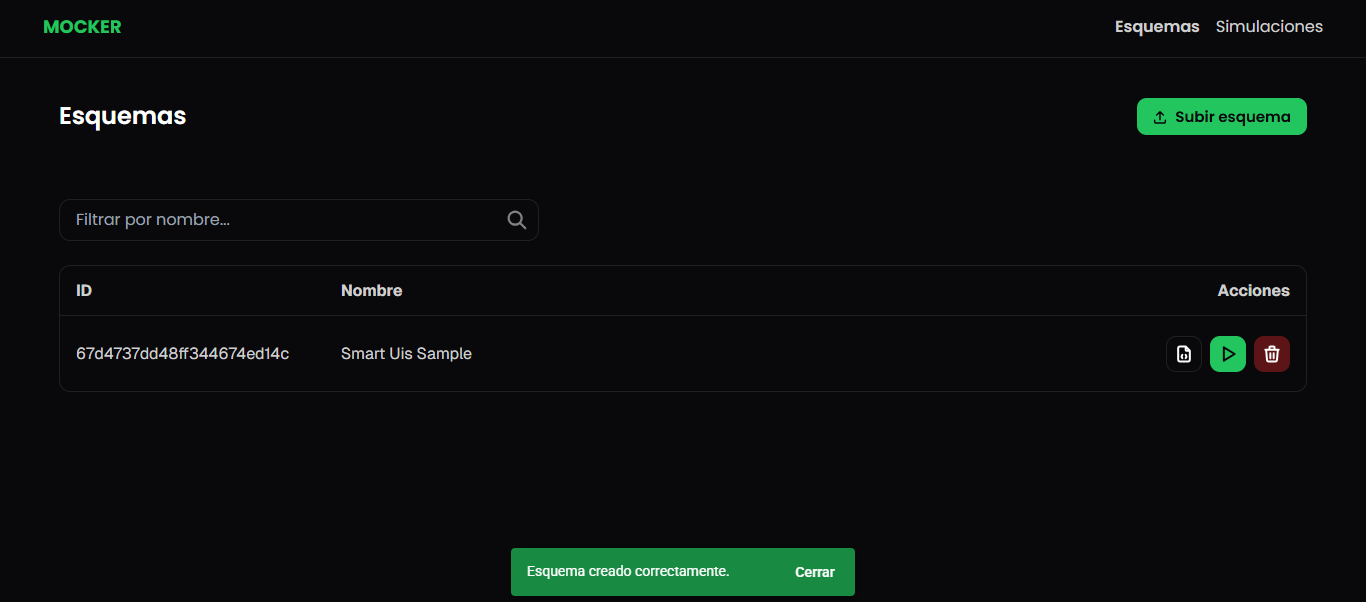 MOCKER
Esquemas Simulaciones
Esquemas
Subir esquema
Filtrar por nombre...
ID Nombre Acciones
67d4737dd48ff344674ed14c Smart Uis Sample
Esquema creado correctamente. Cerrar